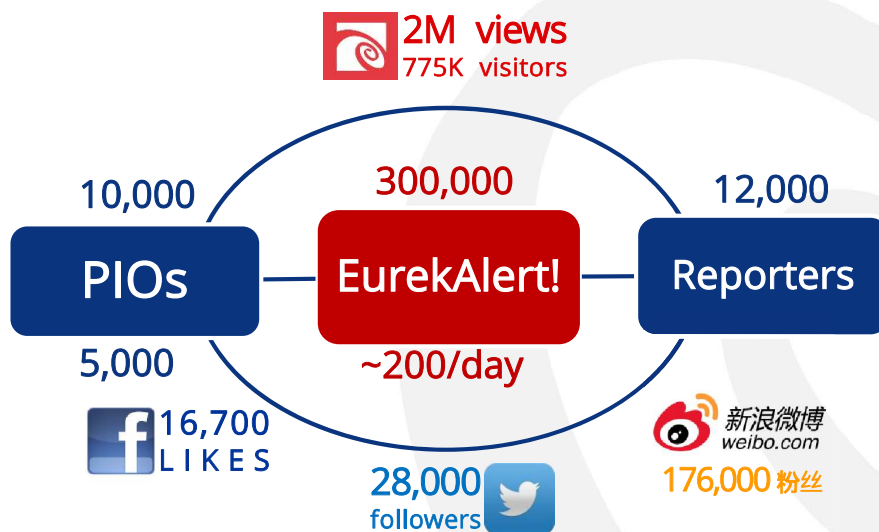 2M views
775K visitors
10,000
300,000
12,000
PIOs
EurekAlert!
Reporters
5,000
~200/day
f
16,700
LIKES
新浪微博
weibo.com
28,000
followers
176,000 粉丝